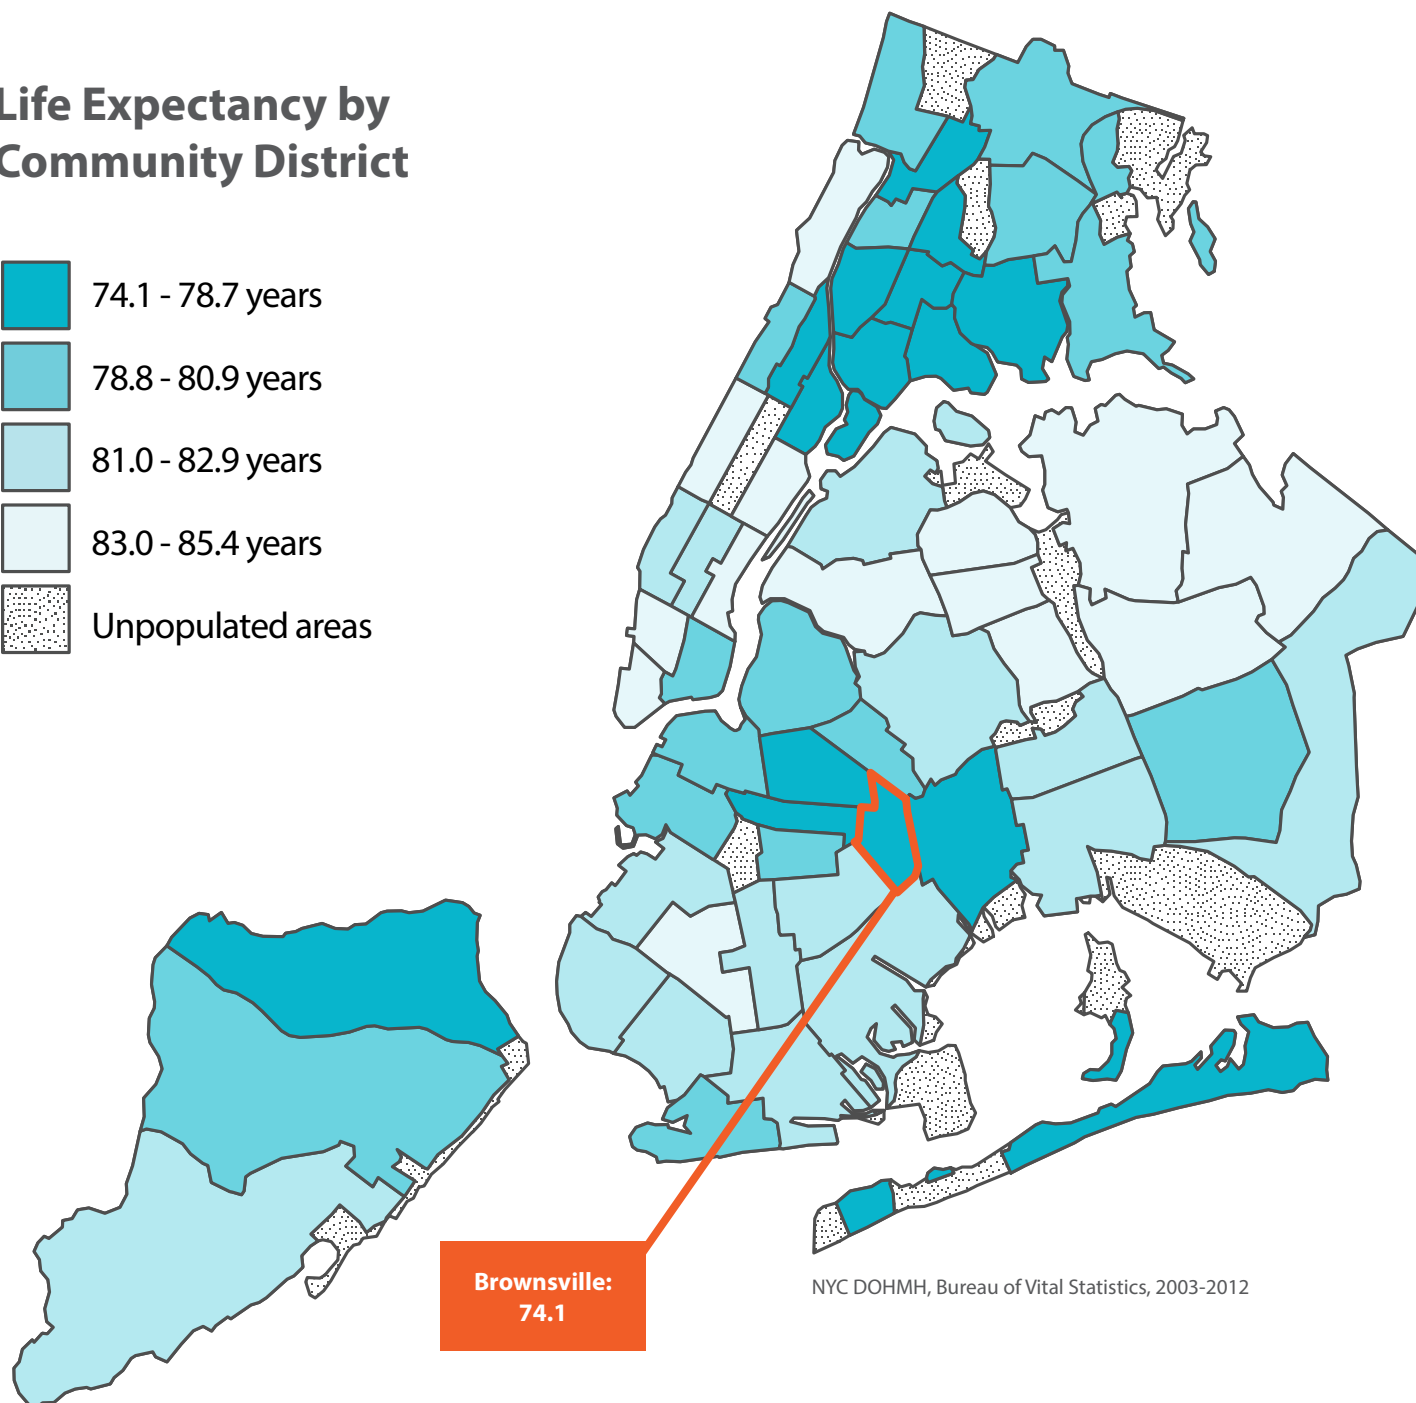 Life Expectancy by
Community District
74.1 - 78.7 years
78.8 - 80.9 years
81.0 - 82.9 years
83.0 - 85.4 years
Unpopulated areas
Brownsville:
74.1
NYC DOHMH, Bureau of Vital Statistics, 2003-2012